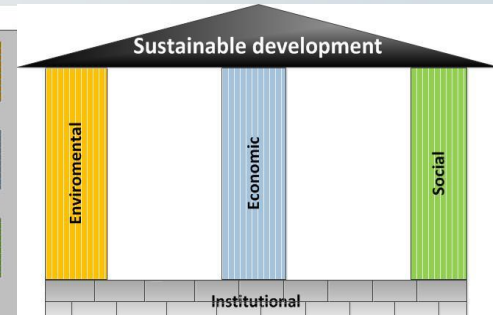 Sustainable development
Enviromental
Economic
Social
Institutional